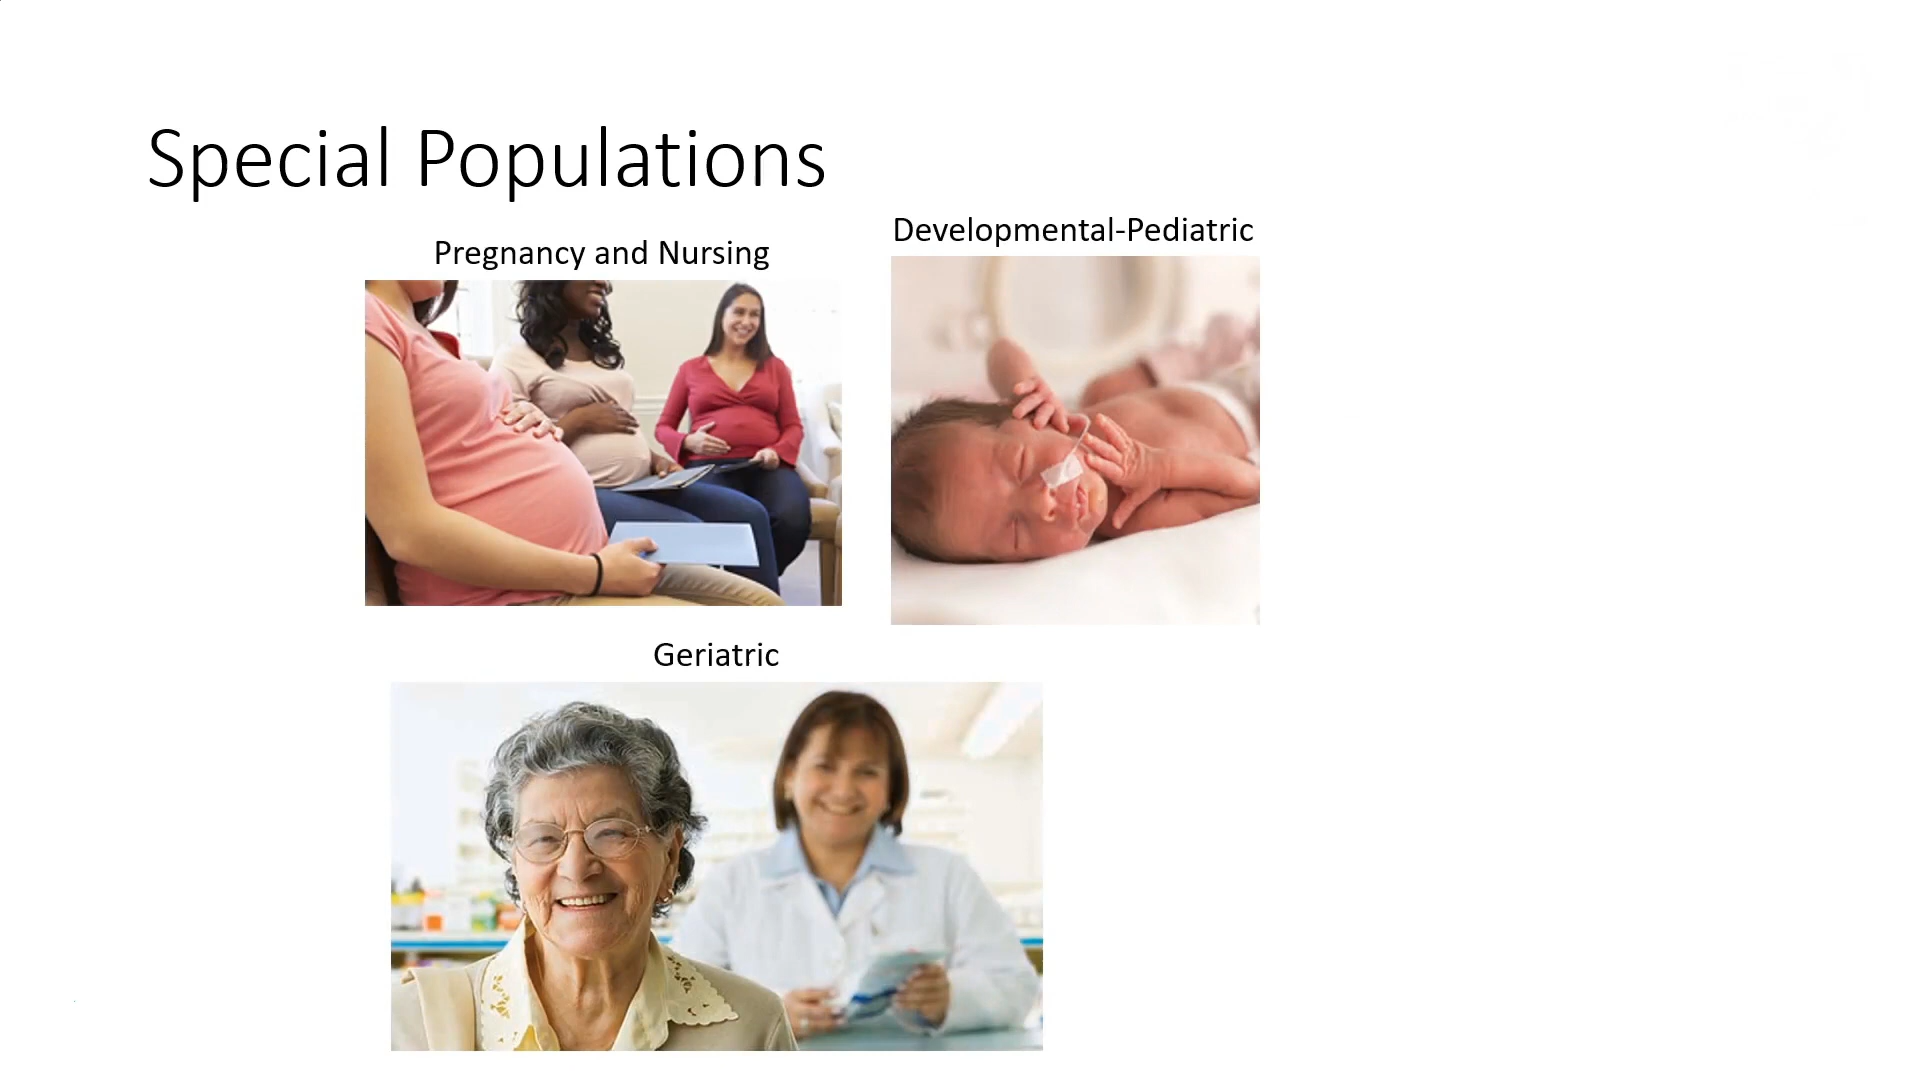 Special Populations
Pregnancy and Nursing
Developmental-Pediatric
Geriatric